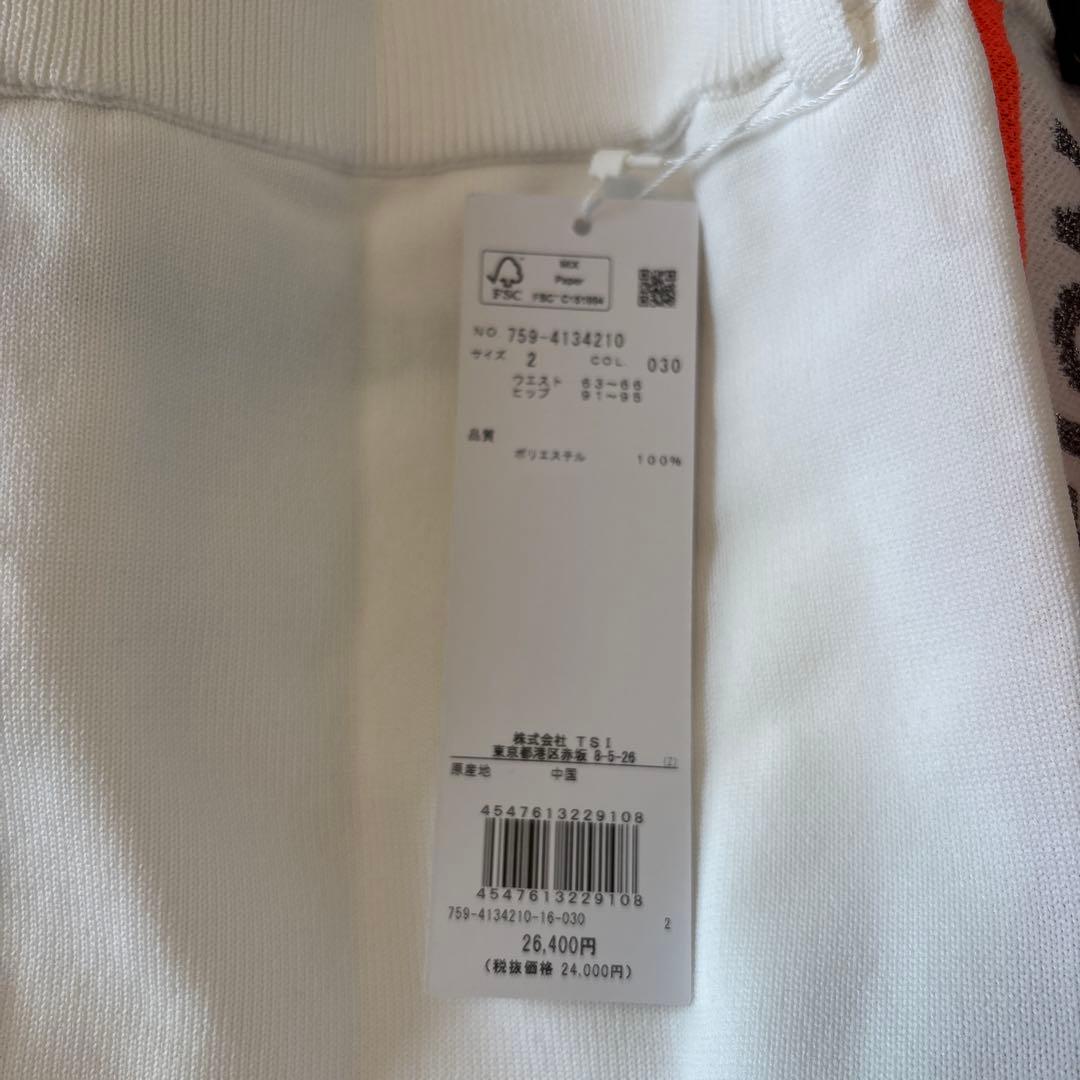 MIX
Paper
FSC
FSC™ C151554
NO. 759-4134210
サイズ 2 COL. 030
ウエスト 63~66
ヒップ 91~95
品質
ポリエステル 100%
株式会社 TSI
東京都港区赤坂 8-5-26 (Z)
原産地 中国
4547613229108
4547613229108
759-4134210-16-030 2
26,400円
(税抜価格 24,000円)